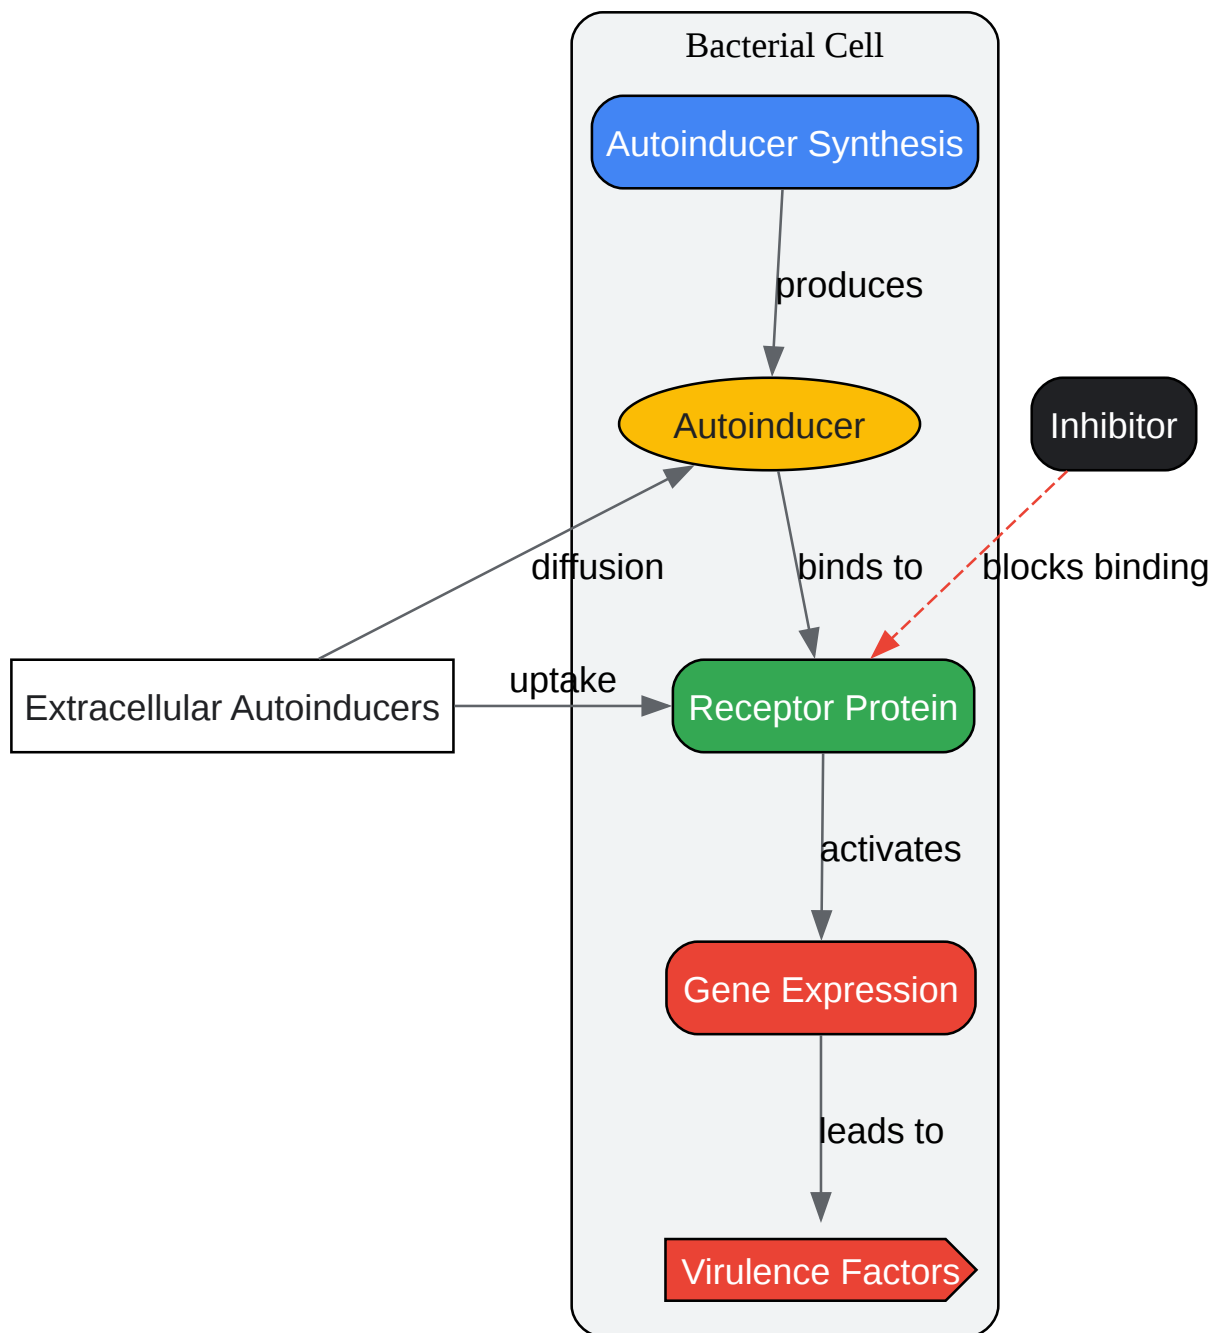 Bacterial Cell
Autoinducer Synthesis
produces
Autoinducer
Inhibitor
diffusion
binds to
blocks binding
uptake
Extracellular Autoinducers
Receptor Protein
activates
Gene Expression
leads to
Virulence Factors